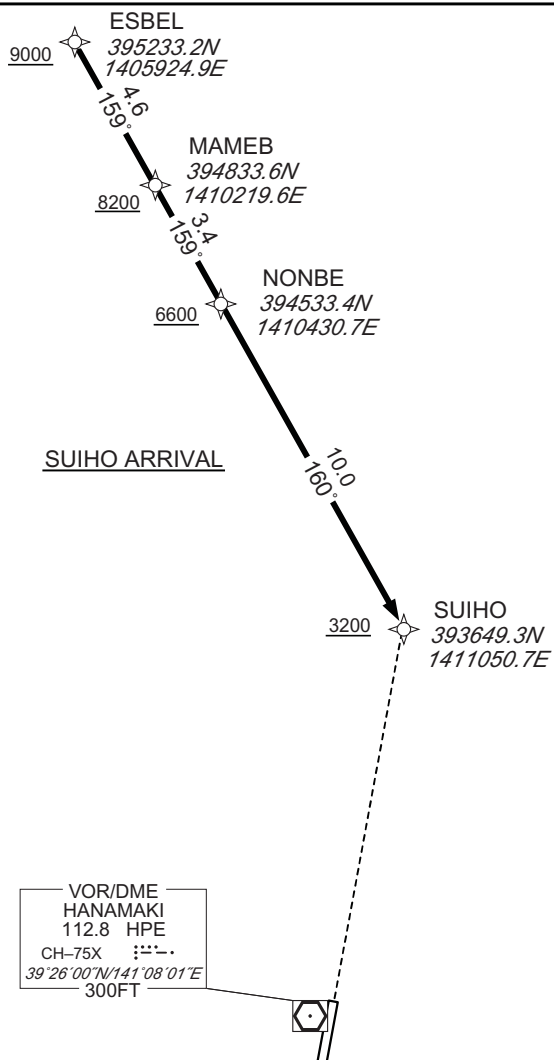 ESBEL
395233.2N
1405924.9E
9000
4.6
159°
MAMEB
394833.6N
1410219.6E
8200
3.4
159°
NONBE
394533.4N
1410430.7E
6600
SUIHO ARRIVAL
10.0
160°
SUIHO
393649.3N
1411050.7E
3200
VOR/DME
HANAMAKI
112.8 HPE
CH–75X
39°26'00"N/141°08'01"E
300FT